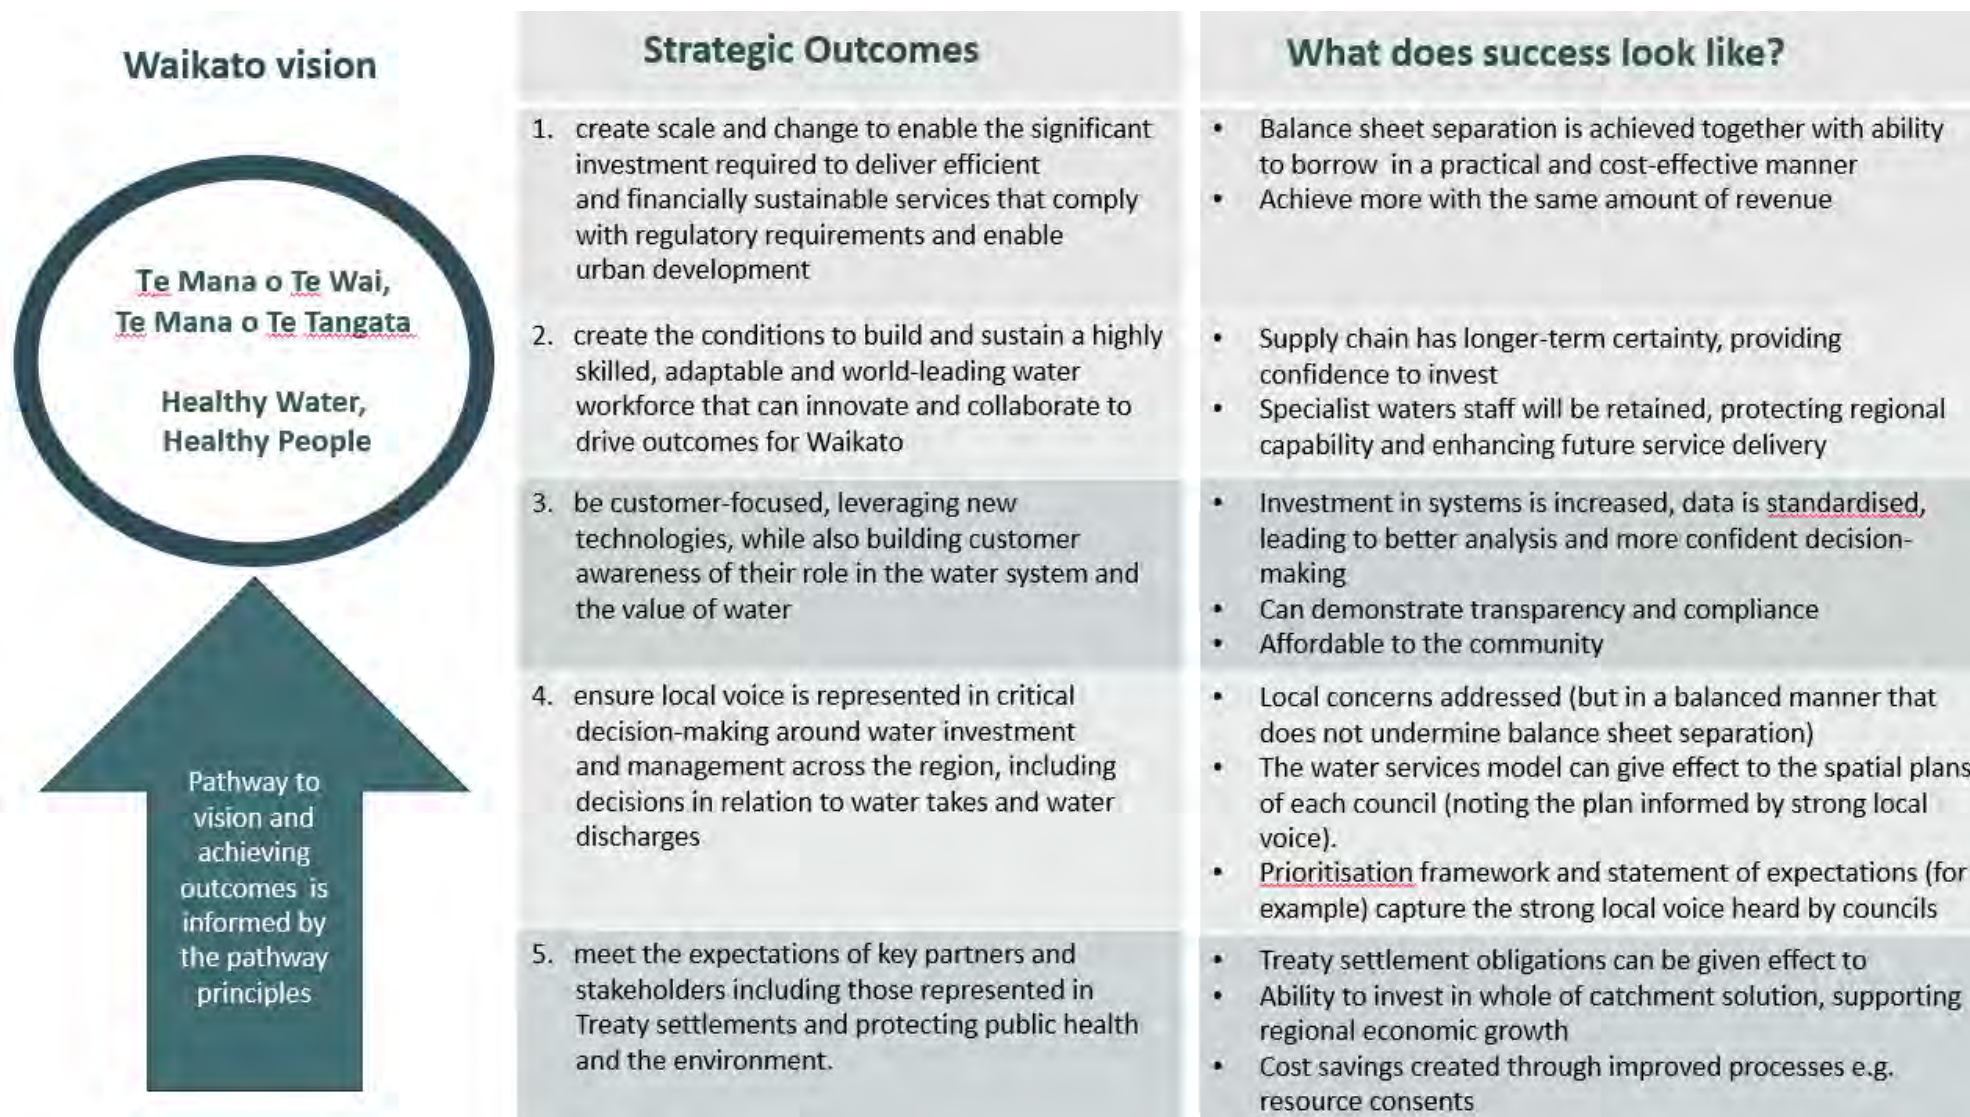 Waikato vision
Te Mana o Te Wai,
Te Mana o Te Tangata
Healthy Water,
Healthy People
Pathway to
vision and
achieving
outcomes is
informed by
the pathway
principles
Strategic Outcomes
What does success look like?
1. create scale and change to enable the significant
investment required to deliver efficient
and financially sustainable services that comply
with regulatory requirements and enable
urban development
• Balance sheet separation is achieved together with ability
to borrow in a practical and cost-effective manner
• Achieve more with the same amount of revenue
2. create the conditions to build and sustain a highly
skilled, adaptable and world-leading water
workforce that can innovate and collaborate to
drive outcomes for Waikato
• Supply chain has longer-term certainty, providing
confidence to invest
• Specialist waters staff will be retained, protecting regional
capability and enhancing future service delivery
3. be customer-focused, leveraging new
technologies, while also building customer
awareness of their role in the water system and
the value of water
• Investment in systems is increased, data is standardised,
leading to better analysis and more confident decision-
making
• Can demonstrate transparency and compliance
• Affordable to the community
4. ensure local voice is represented in critical
decision-making around water investment
and management across the region, including
decisions in relation to water takes and water
discharges
• Local concerns addressed (but in a balanced manner that
does not undermine balance sheet separation)
• The water services model can give effect to the spatial plans
of each council (noting the plan informed by strong local
voice).
• Prioritisation framework and statement of expectations (for
example) capture the strong local voice heard by councils
5. meet the expectations of key partners and
stakeholders including those represented in
Treaty settlements and protecting public health
and the environment.
• Treaty settlement obligations can be given effect to
• Ability to invest in whole of catchment solution, supporting
regional economic growth
• Cost savings created through improved processes e.g.
resource consents